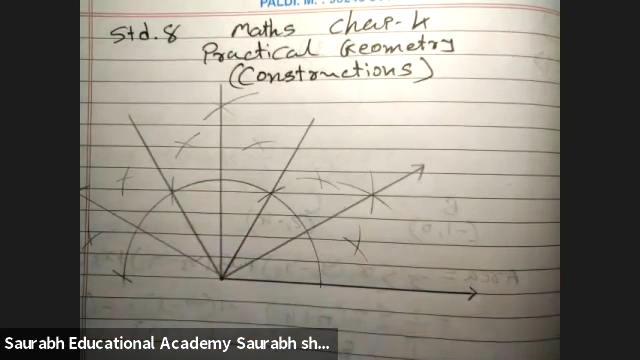 Std. 8 Maths Chap-4
Practical Geometry
(Constructions)
Saurabh Educational Academy Saurabh sh...